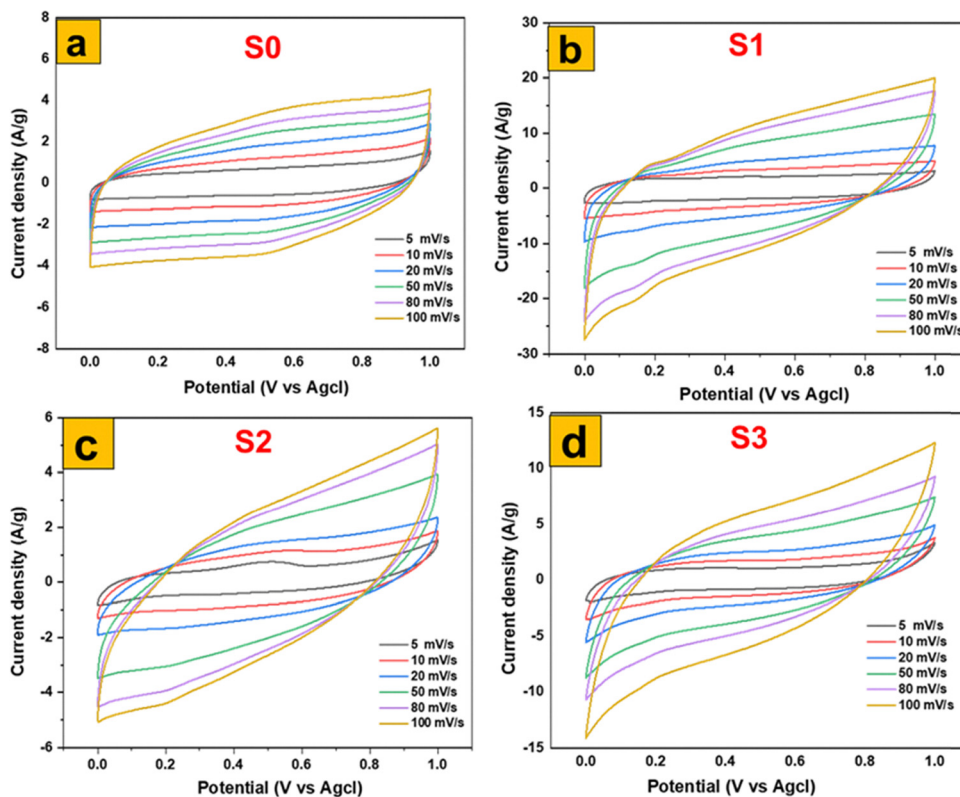 a
S0
Current density (A/g)
8
6
4
2
0
-2
-4
-6
-8
5 mV/s
10 mV/s
20 mV/s
50 mV/s
80 mV/s
100 mV/s
0.0 0.2 0.4 0.6 0.8 1.0
Potential (V vs Agcl)
b
S1
Current density (A/g)
30
20
10
0
-10
-20
-30
5 mV/s
10 mV/s
20 mV/s
50 mV/s
80 mV/s
100 mV/s
0.0 0.2 0.4 0.6 0.8 1.0
Potential (V vs Agcl)
c
S2
Current density (A/g)
6
4
2
0
-2
-4
-6
5 mV/s
10 mV/s
20 mV/s
50 mV/s
80 mV/s
100 mV/s
0.0 0.2 0.4 0.6 0.8 1.0
Potential (V vs Agcl)
d
S3
Current density (A/g)
15
10
5
0
-5
-10
-15
5 mV/s
10 mV/s
20 mV/s
50 mV/s
80 mV/s
100 mV/s
0.0 0.2 0.4 0.6 0.8 1.0
Potential (V vs Agcl)